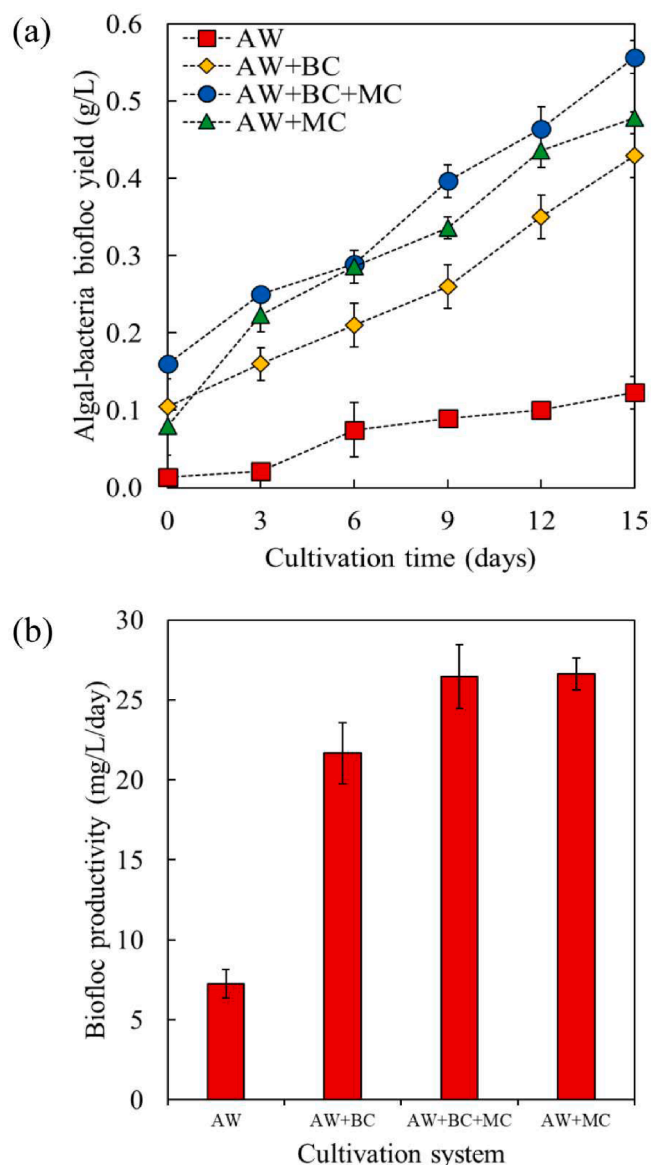 (a)
0.6
0.5
0.4
0.3
0.2
0.1
0.0
Algal-bacteria biofloc yield (g/L)
AW
AW+BC
AW+BC+MC
AW+MC
0 3 6 9 12 15
Cultivation time (days)
(b)
30
25
20
15
10
5
0
Biofloc productivity (mg/L/day)
AW AW+BC AW+BC+MC AW+MC
Cultivation system